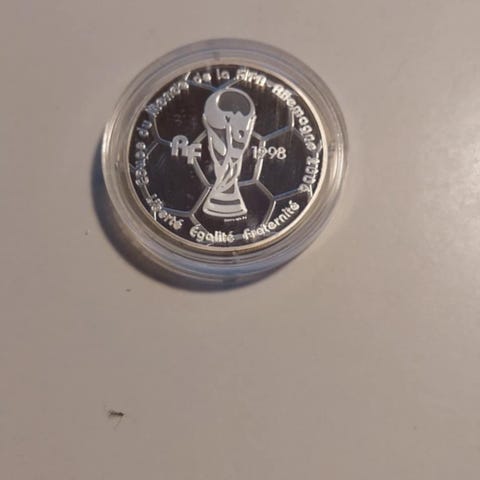 Coupe du Monde de la FIFA-Allemagne 2006
RF
1998
Liberté Égalité Fraternité